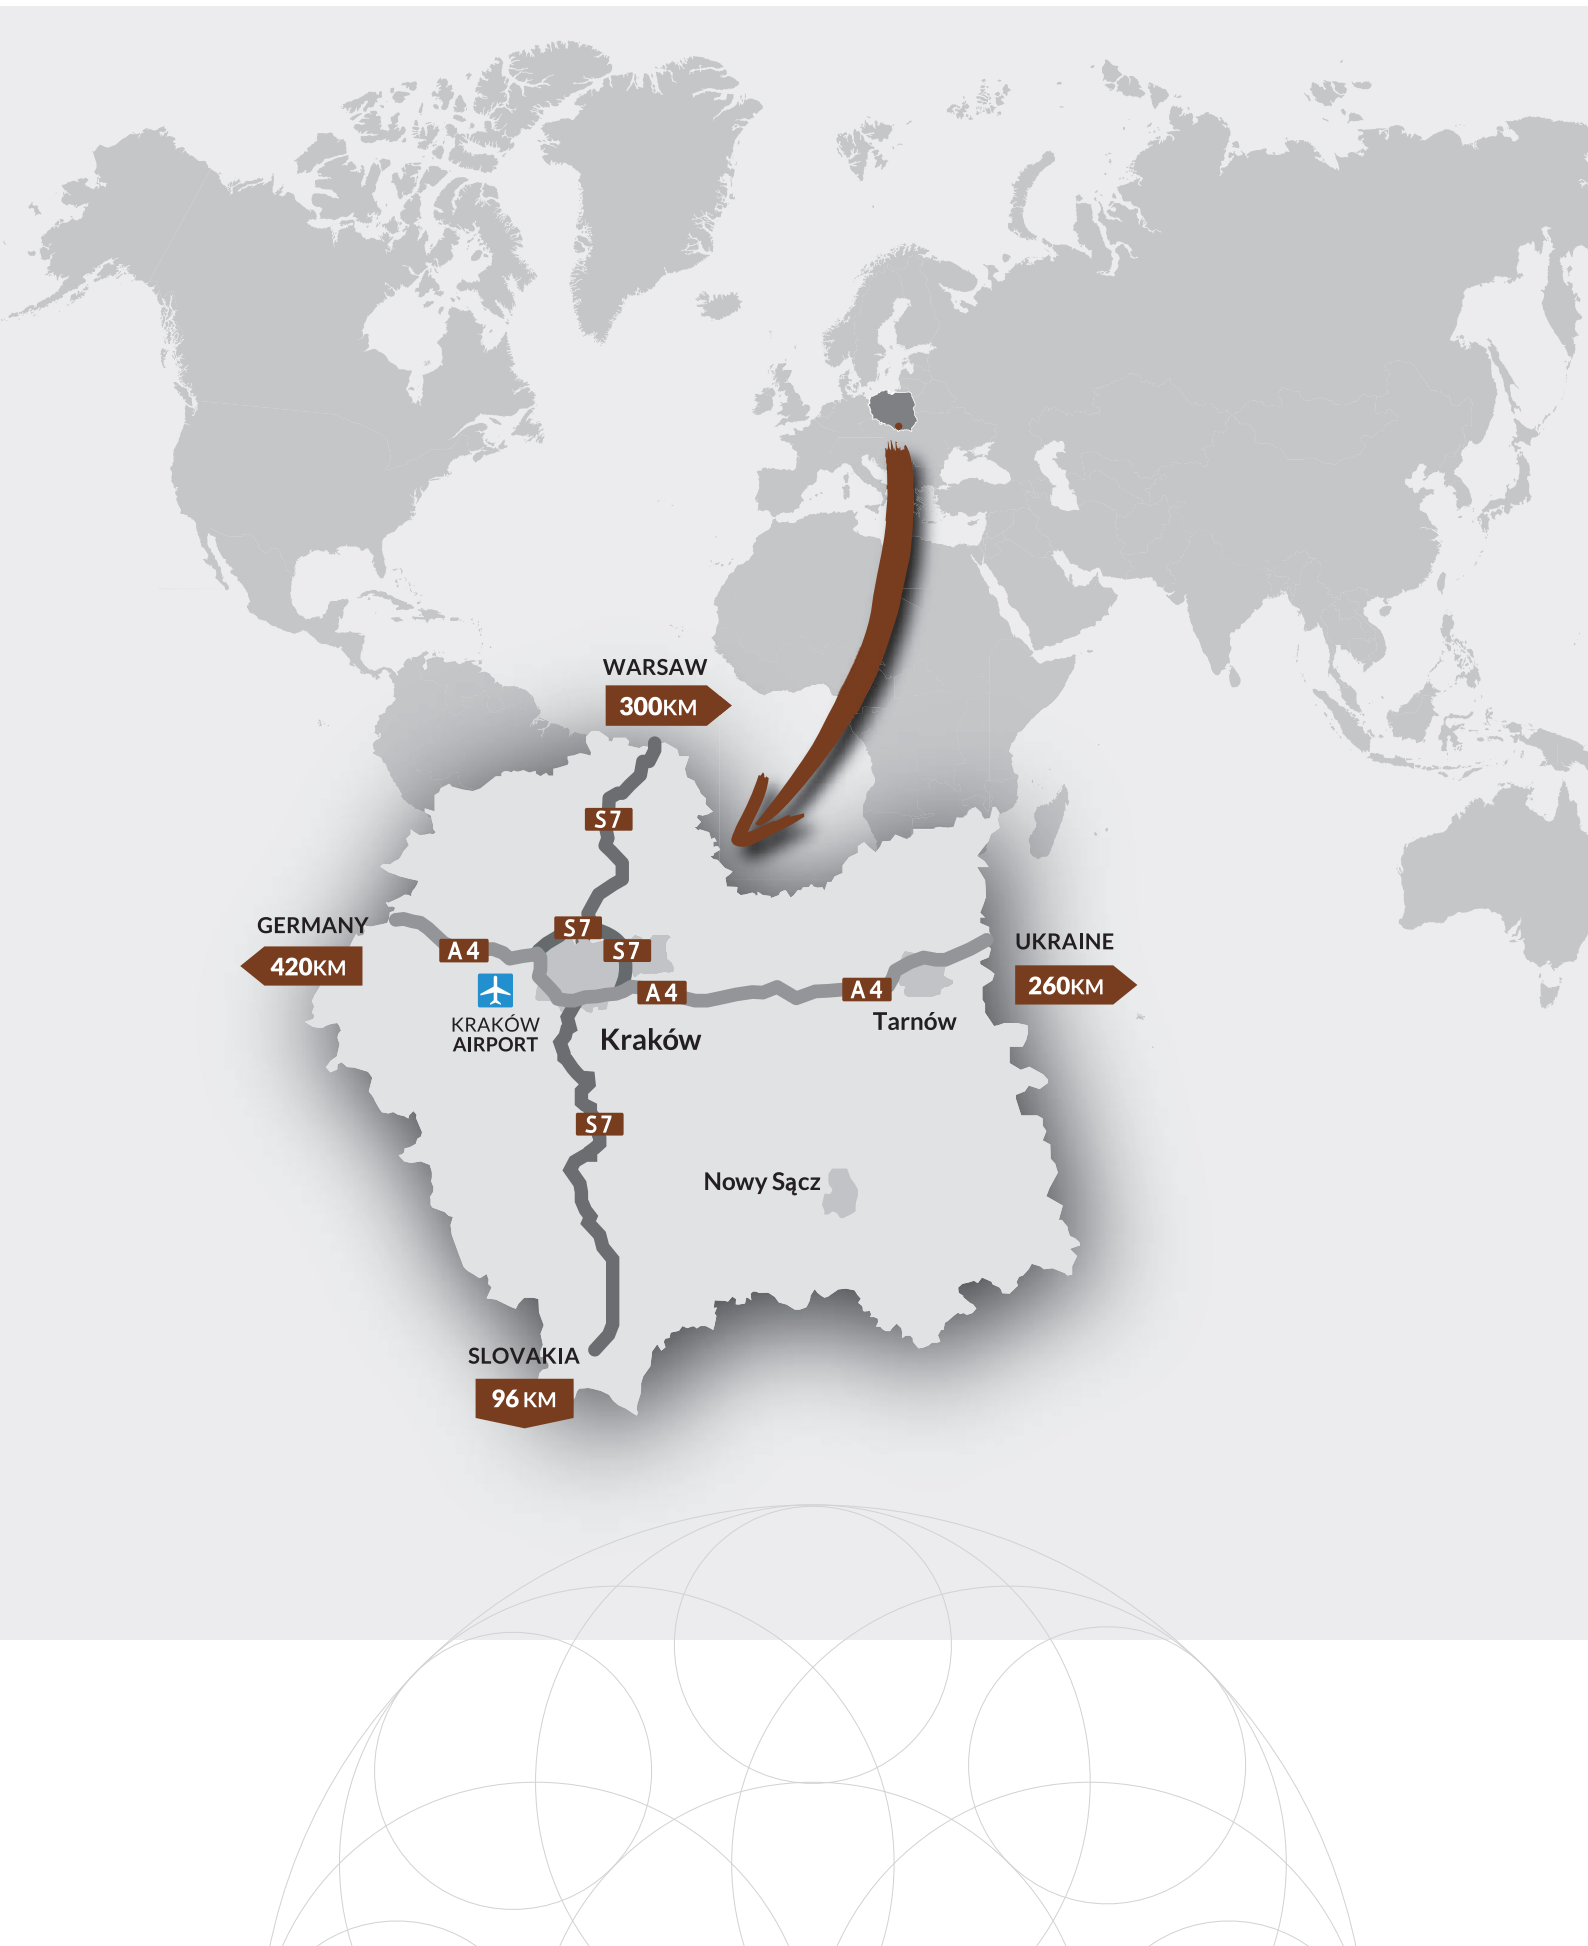 WARSAW
300KM
S7
GERMANY
420KM
A4
S7
S7
UKRAINE
260KM
A4
A4
KRAKÓW
AIRPORT
Kraków
Tarnów
S7
Nowy Sącz
SLOVAKIA
96 KM